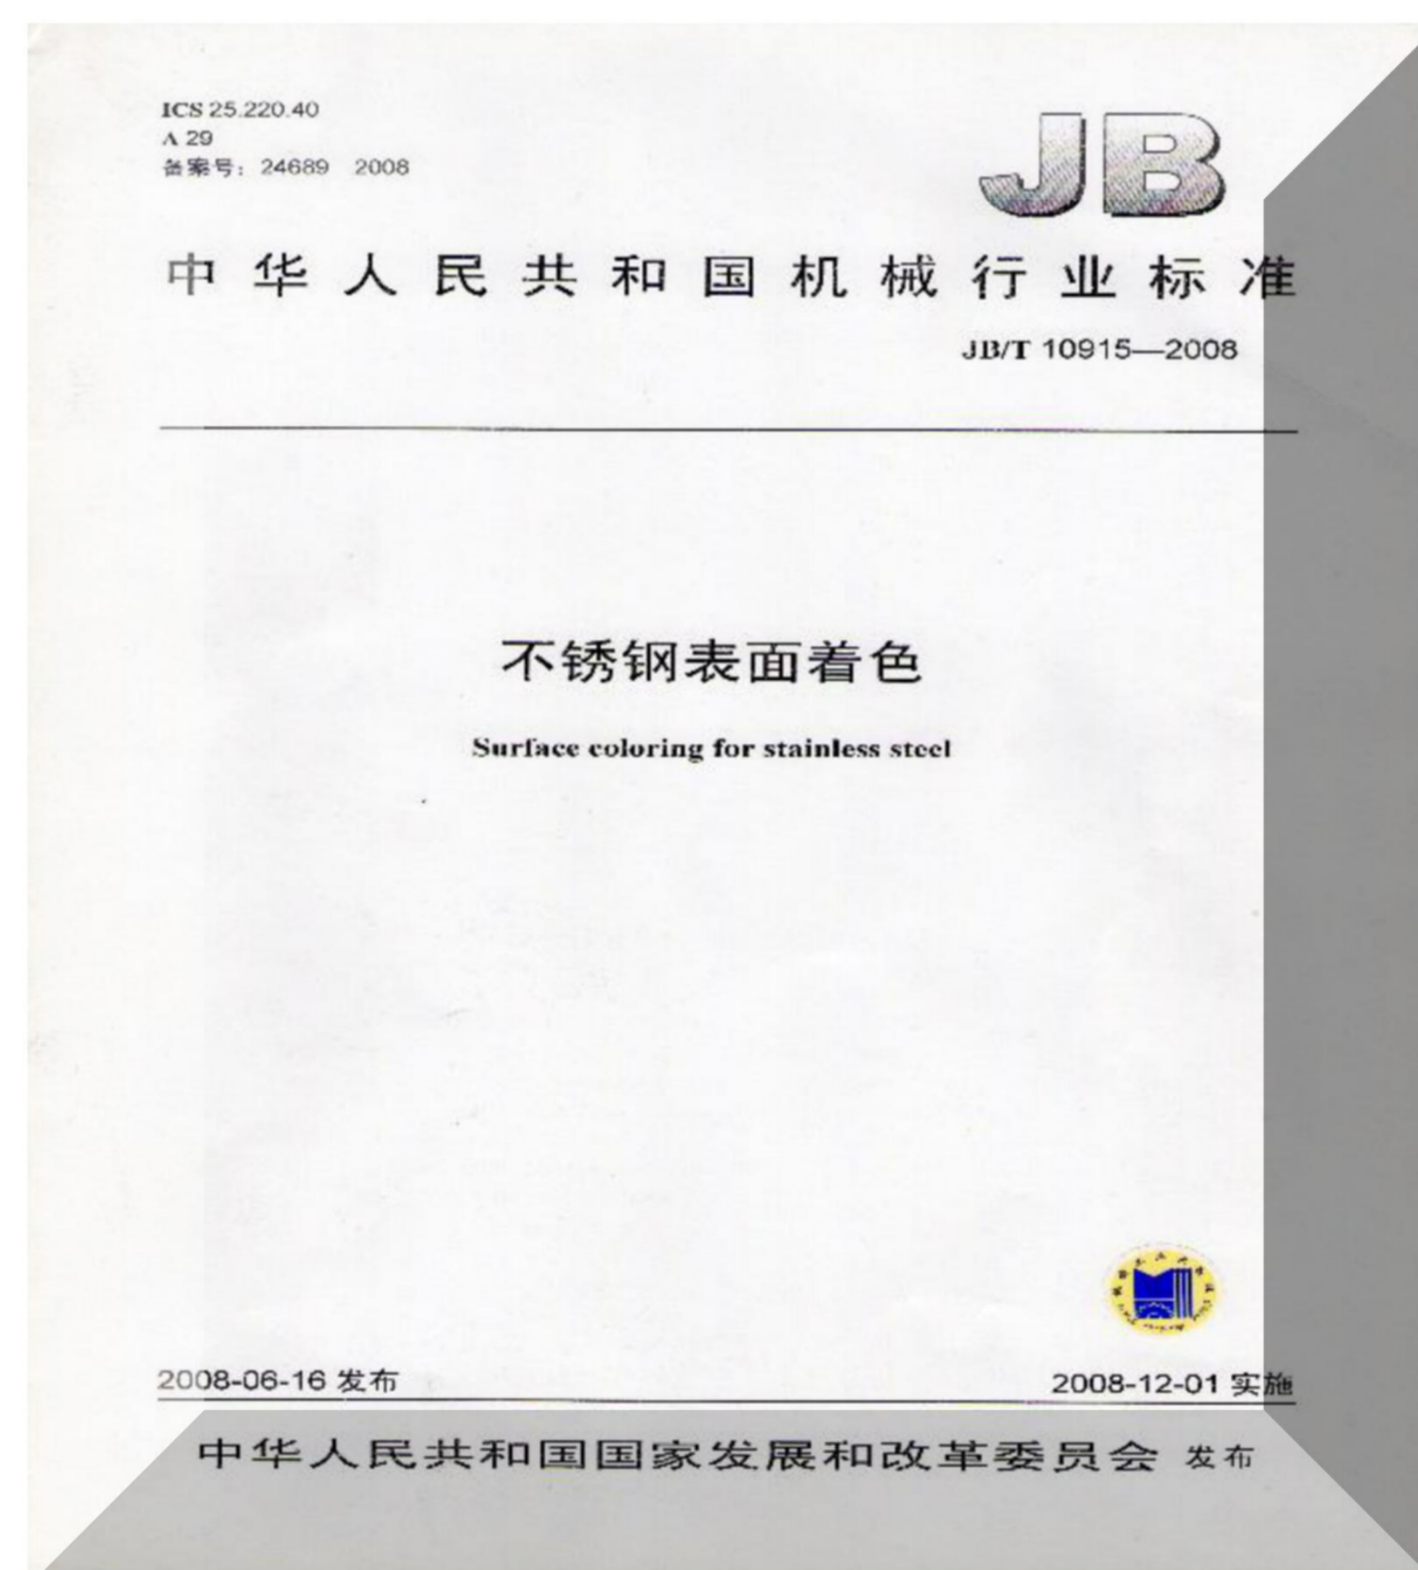 ICS 25.220.40
A 29
备案号：24689 2008
JB
中华人民共和国机械行业标准
JB/T 10915—2008
不锈钢表面着色
Surface coloring for stainless steel
2008-06-16 发布
2008-12-01 实施
中华人民共和国国家发展和改革委员会 发布